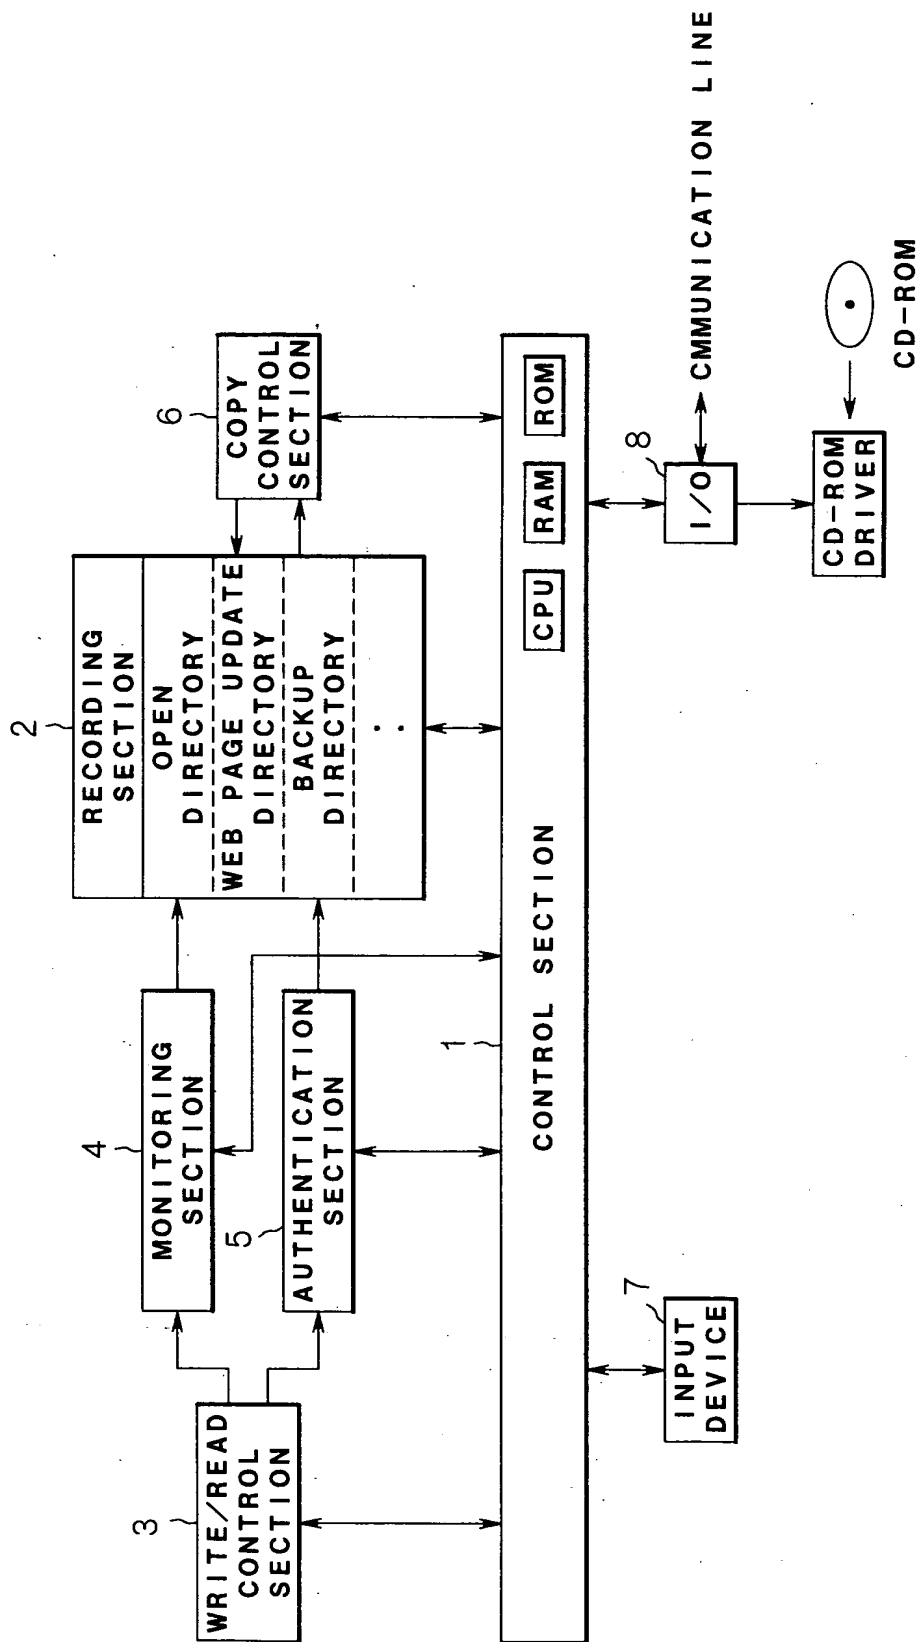 2
RECORDING
SECTION
OPEN
DIRECTORY
WEB PAGE UPDATE
DIRECTORY
BACKUP
DIRECTORY
4
MONITORING
SECTION
6
COPY
CONTROL
SECTION
3
WRITE/READ
CONTROL
SECTION
5
AUTHENTICATION
SECTION
1
CONTROL SECTION
CPU
RAM
ROM
7
INPUT
DEVICE
8
I/O
CMMUNICATION LINE
CD-ROM
DRIVER
CD-ROM